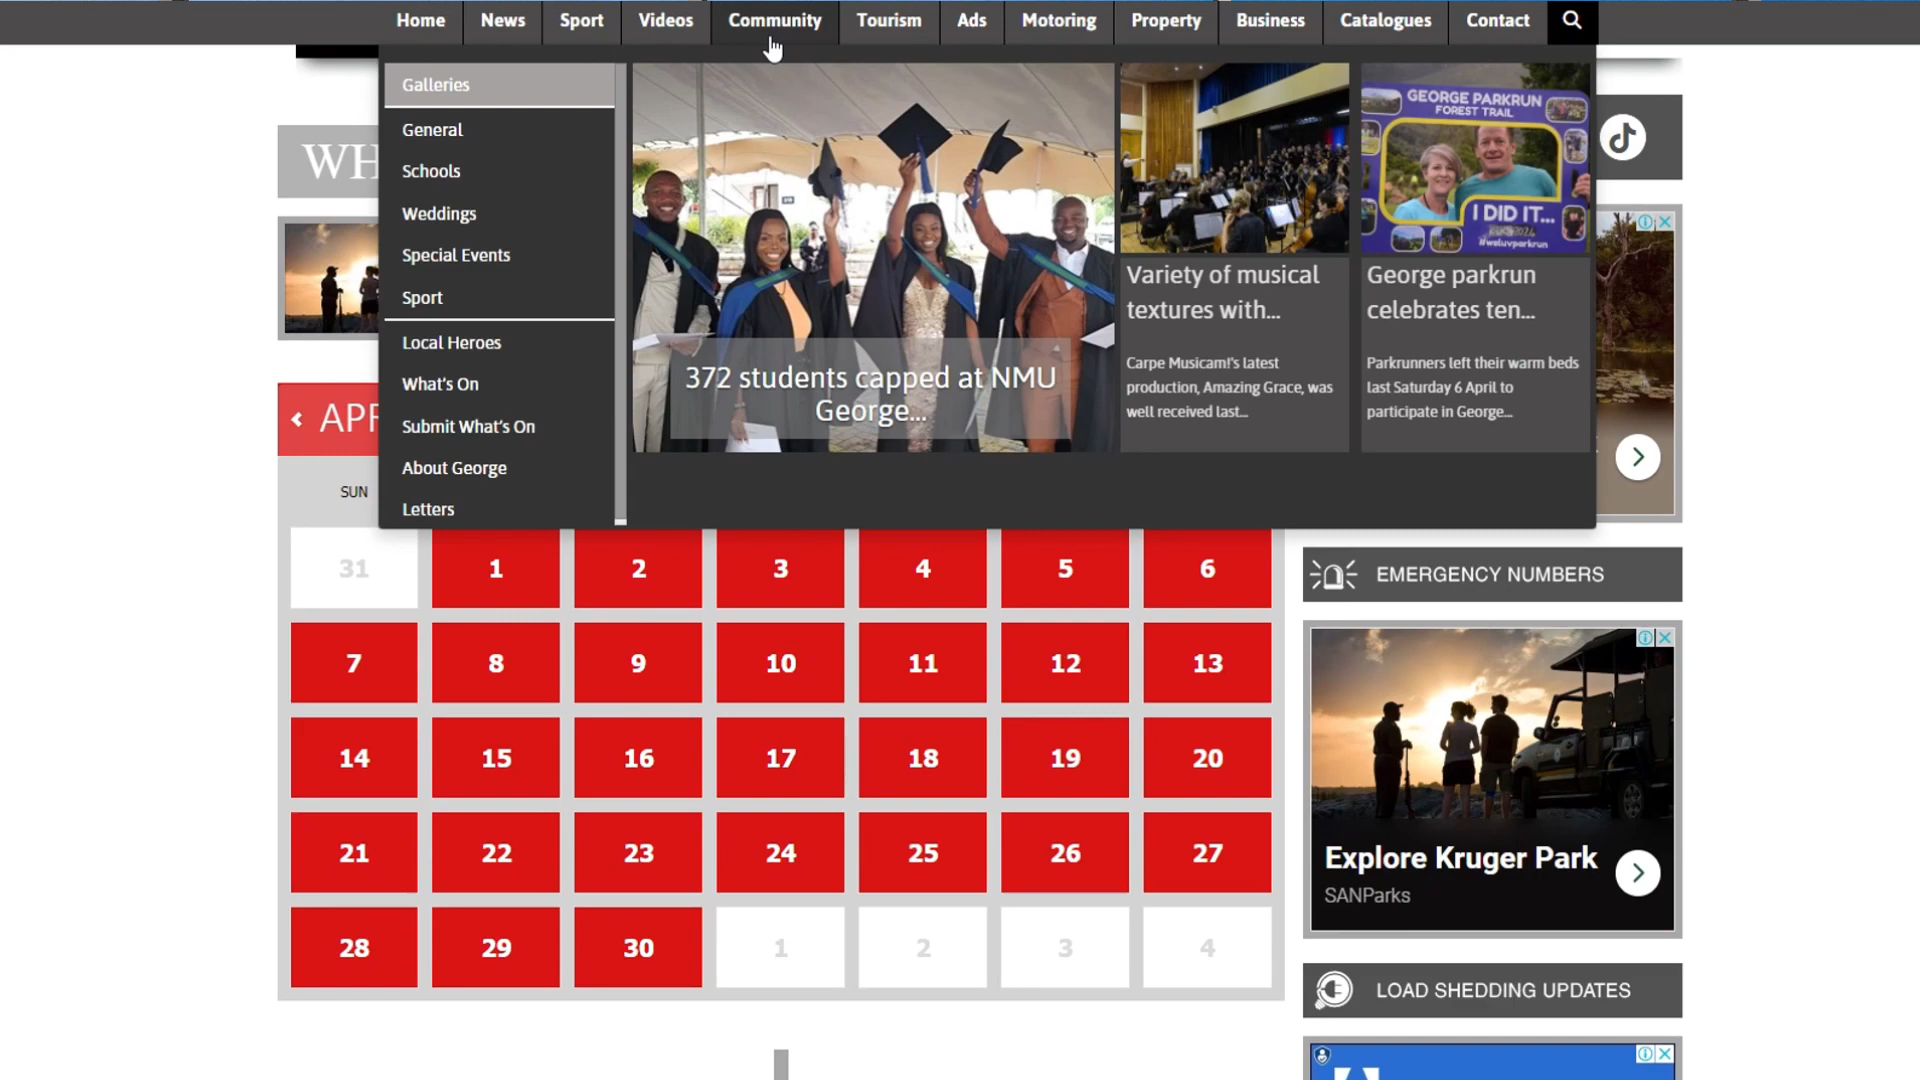 Home News Sport Videos Community Tourism Ads Motoring Property Business Catalogues Contact
Galleries
General
Schools
Weddings
Special Events
Sport
Local Heroes
What's On
Submit What's On
About George
Letters
372 students capped at NMU
George...
Variety of musical
textures with...
Carpe Musicam!'s latest
production, Amazing Grace, was
well received last...
GEORGE PARKRUN
FOREST TRAIL
I DID IT...
#weluvparkrun
George parkrun
celebrates ten...
Parkrunners left their warm beds
last Saturday 6 April to
participate in George...
WH
APR
SUN
31 1 2 3 4 5 6
7 8 9 10 11 12 13
14 15 16 17 18 19 20
21 22 23 24 25 26 27
28 29 30 1 2 3 4
EMERGENCY NUMBERS
Explore Kruger Park
SANParks
LOAD SHEDDING UPDATES